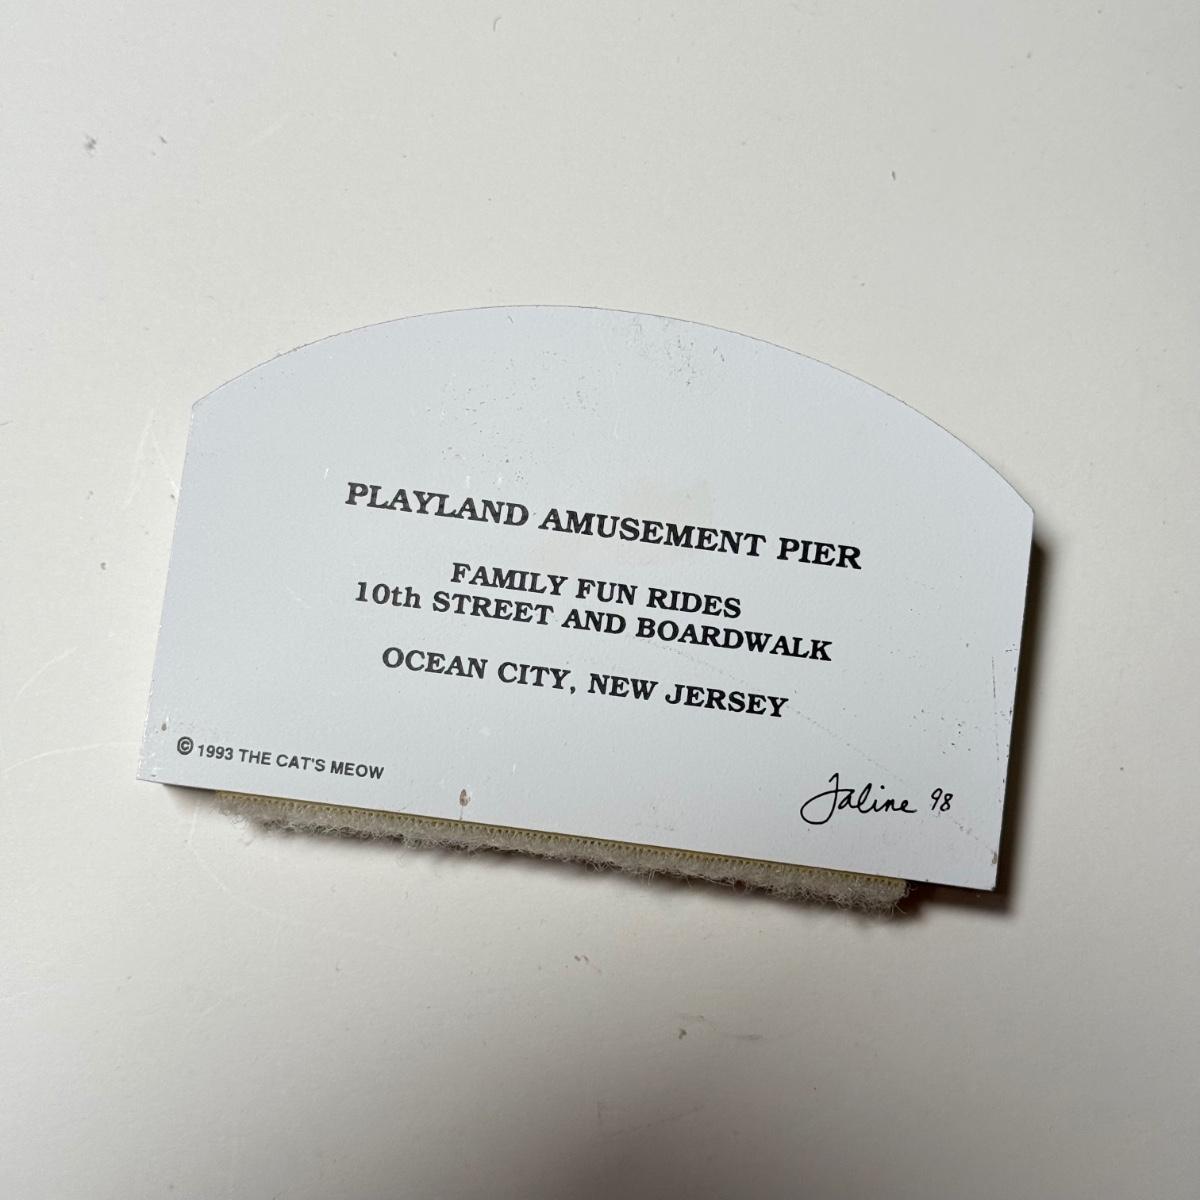 PLAYLAND AMUSEMENT PIER
FAMILY FUN RIDES
10th STREET AND BOARDWALK
OCEAN CITY, NEW JERSEY
© 1993 THE CAT'S MEOW
Jaline 98